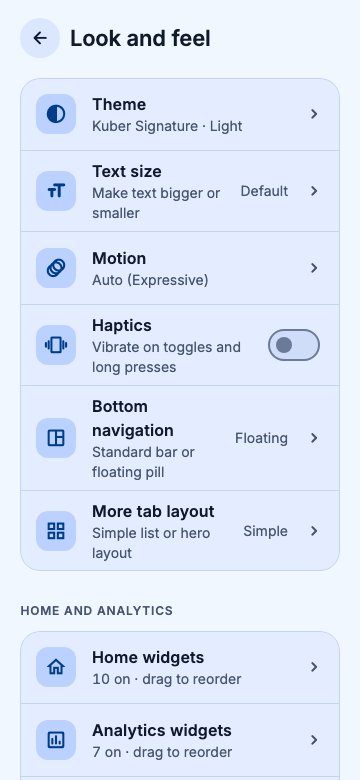 Look and feel
Theme
Kuber Signature · Light
Text size
Make text bigger or
smaller
Default
Motion
Auto (Expressive)
Haptics
Vibrate on toggles and
long presses
Bottom
navigation
Standard bar or
floating pill
Floating
More tab layout
Simple list or hero
layout
Simple
HOME AND ANALYTICS
Home widgets
10 on · drag to reorder
Analytics widgets
7 on · drag to reorder